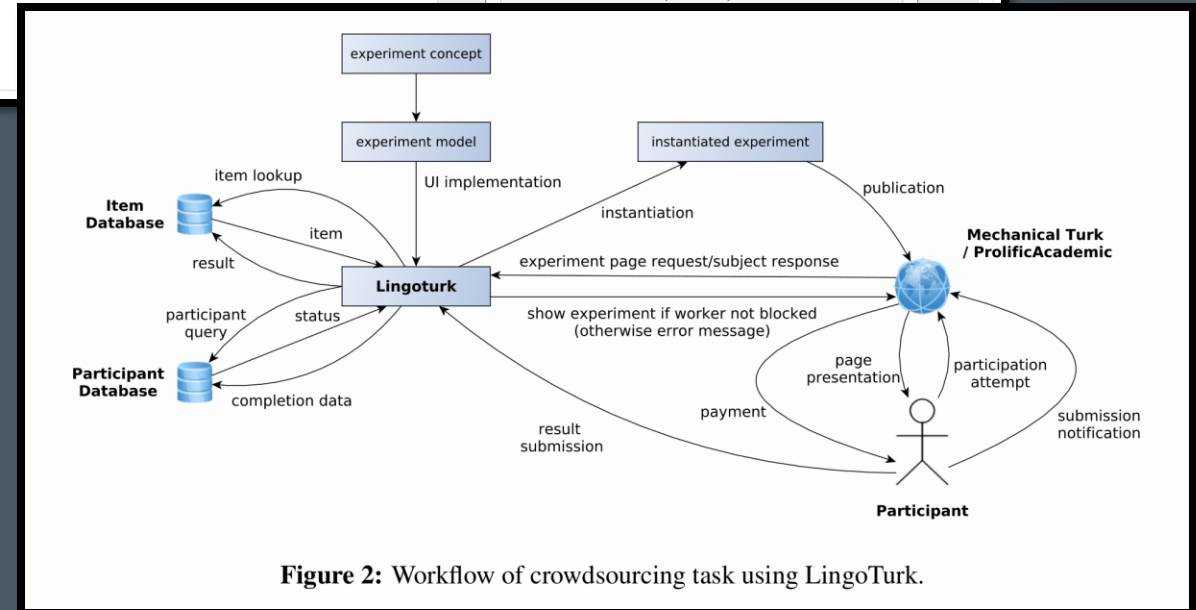 experiment concept
experiment model
instantiated experiment
item lookup
UI implementation
publication
Item
Database
instantiation
item
Mechanical Turk
/ ProlificAcademic
result
experiment page request/subject response
Lingoturk
participant
query
status
show experiment if worker not blocked
(otherwise error message)
Participant
Database
page
presentation
participation
attempt
completion data
payment
submission
notification
result
submission
Participant
Figure 2: Workflow of crowdsourcing task using LingoTurk.